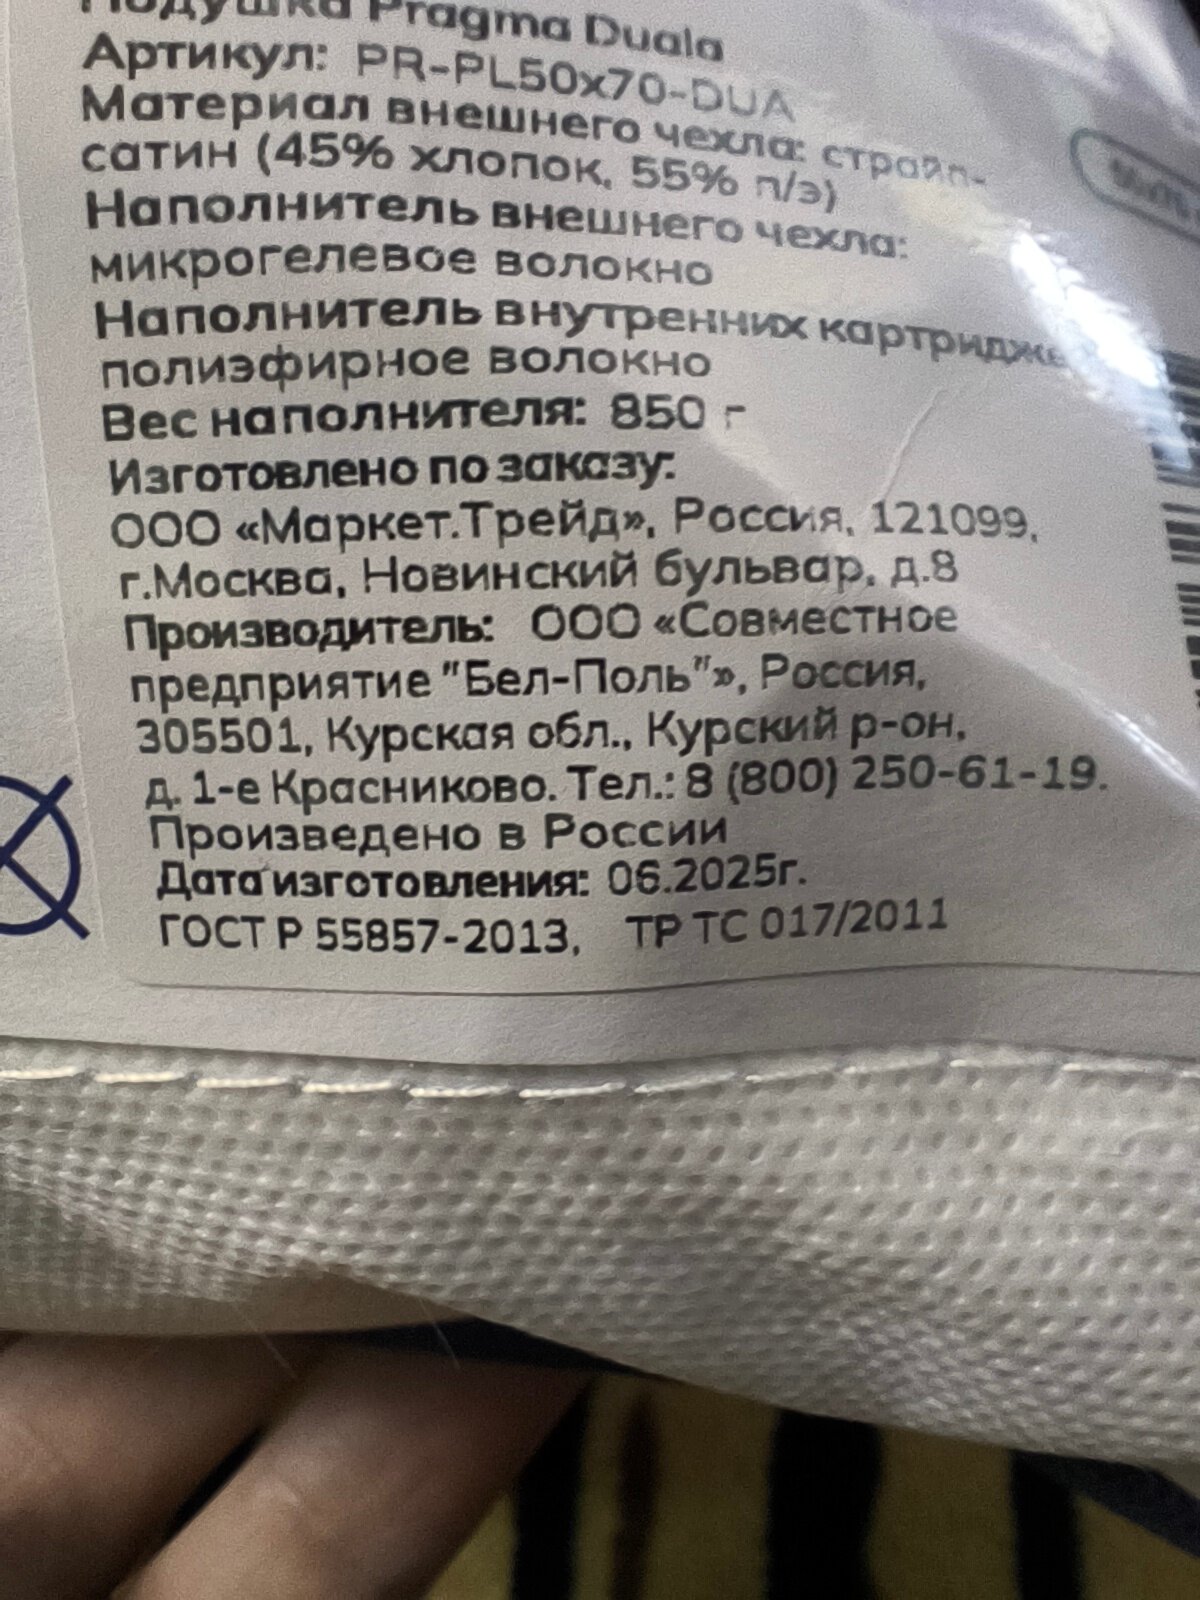 Подушка Pragma Duala
Артикул: PR-PL50x70-DUA
Материал внешнего чехла: страйп-
сатин (45% хлопок, 55% п/э)
Наполнитель внешнего чехла:
микрогелевое волокно
Наполнитель внутренних
полиэфирное волокно
Вес наполнителя: 850 г
Изготовлено по заказу:
ООО «Маркет.Трейд», Россия, 121099,
г.Москва, Новинский бульвар, д.8
Производитель: ООО «Совместное
предприятие "Бел-Поль"», Россия,
305501, Курская обл., Курский р-он,
д. 1-е Красниково. Тел.: 8 (800) 250-61-19.
Произведено в России
Дата изготовления: 06.2025г.
ГОСТ Р 55857-2013, ТР ТС 017/2011